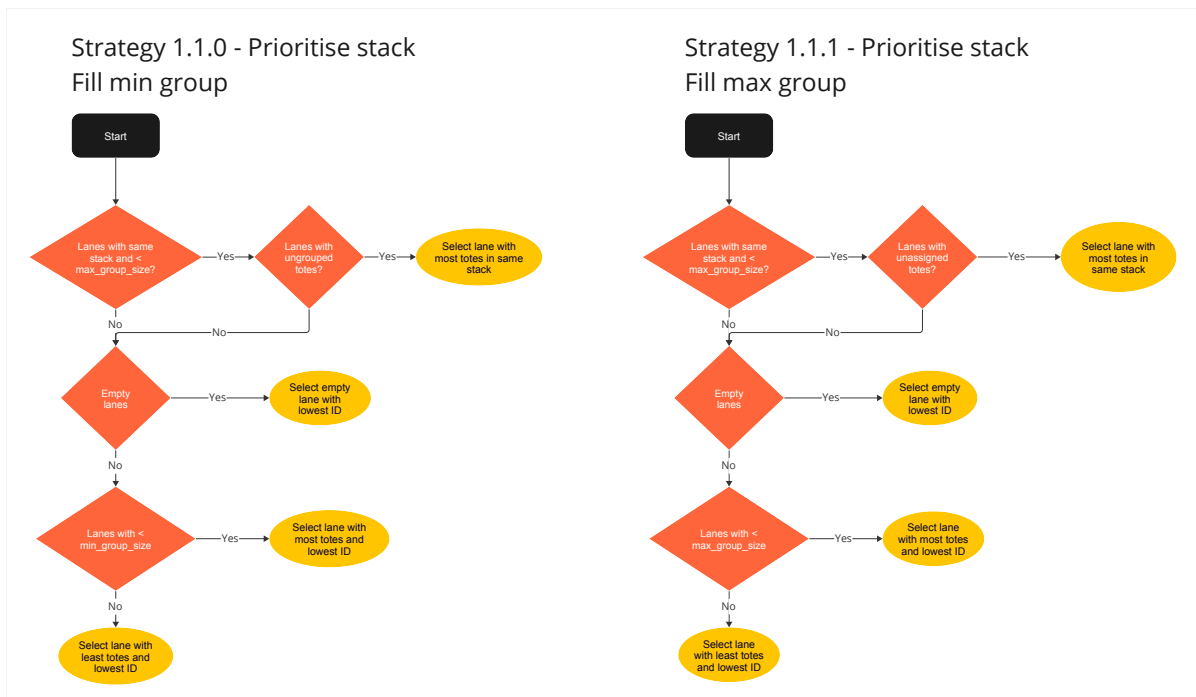 Strategy 1.1.0 - Prioritise stack
Fill min group
Start
Lanes with same
stack and <
max_group_size?
Yes
Lanes with
ungrouped
totes?
Yes
Select lane with
most totes in same
stack
No
No
Empty
lanes
Yes
Select empty
lane with
lowest ID
No
Lanes with <
min_group_size
Yes
Select lane with
most totes and
lowest ID
No
Select lane with
least totes and
lowest ID
Strategy 1.1.1 - Prioritise stack
Fill max group
Start
Lanes with same
stack and <
max_group_size?
Yes
Lanes with
unassigned
totes?
Yes
Select lane with
most totes in
same stack
No
No
Empty
lanes
Yes
Select empty
lane with
lowest ID
No
Lanes with <
max_group_size
Yes
Select lane
with most totes
and lowest ID
No
Select lane
with least totes
and lowest ID